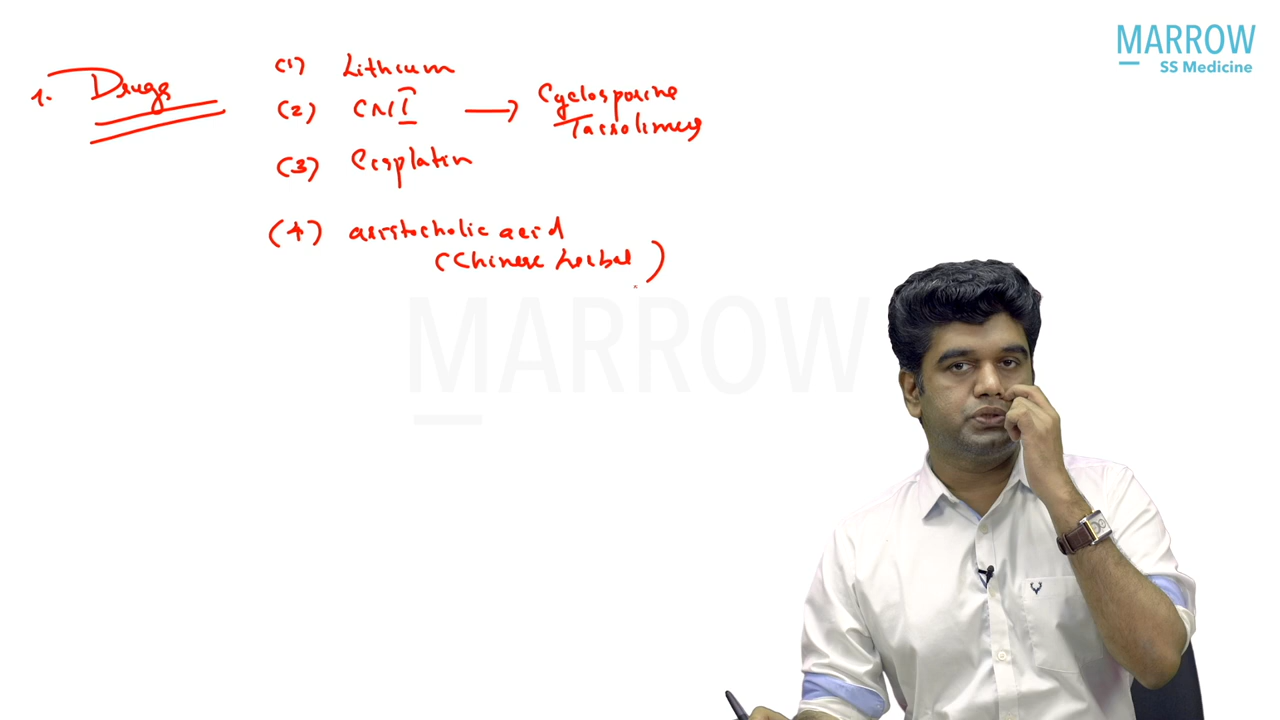 MARROW
SS Medicine
1. Drugs
(1) Lithium
(2) CNI → Cyclosporine
Tacrolimus
(3) Cisplatin
(4) aristocholic acid
(Chinese herbal)
MARROW